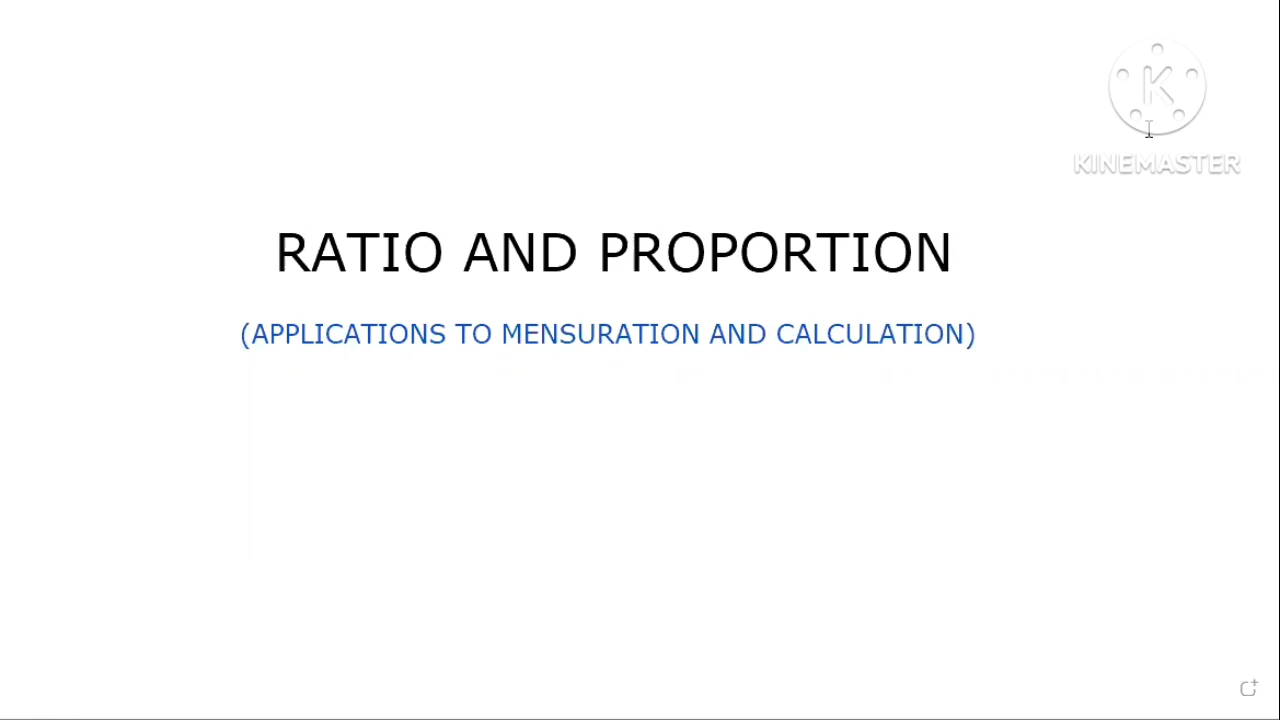 KINEMASTER
RATIO AND PROPORTION
(APPLICATIONS TO MENSURATION AND CALCULATION)